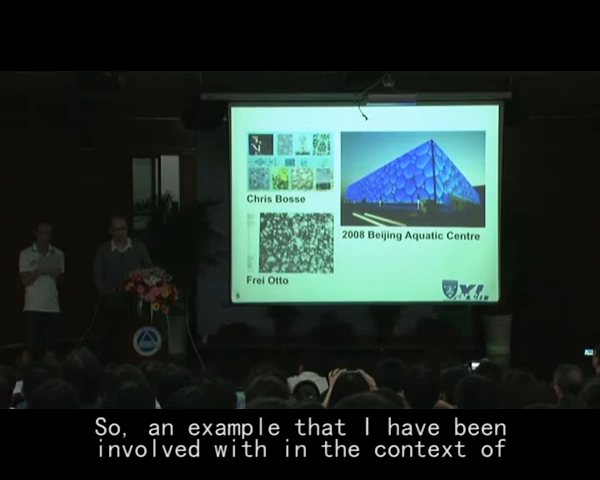 Chris Bosse
2008 Beijing Aquatic Centre
Frei Otto
So, an example that I have been
involved with in the context of